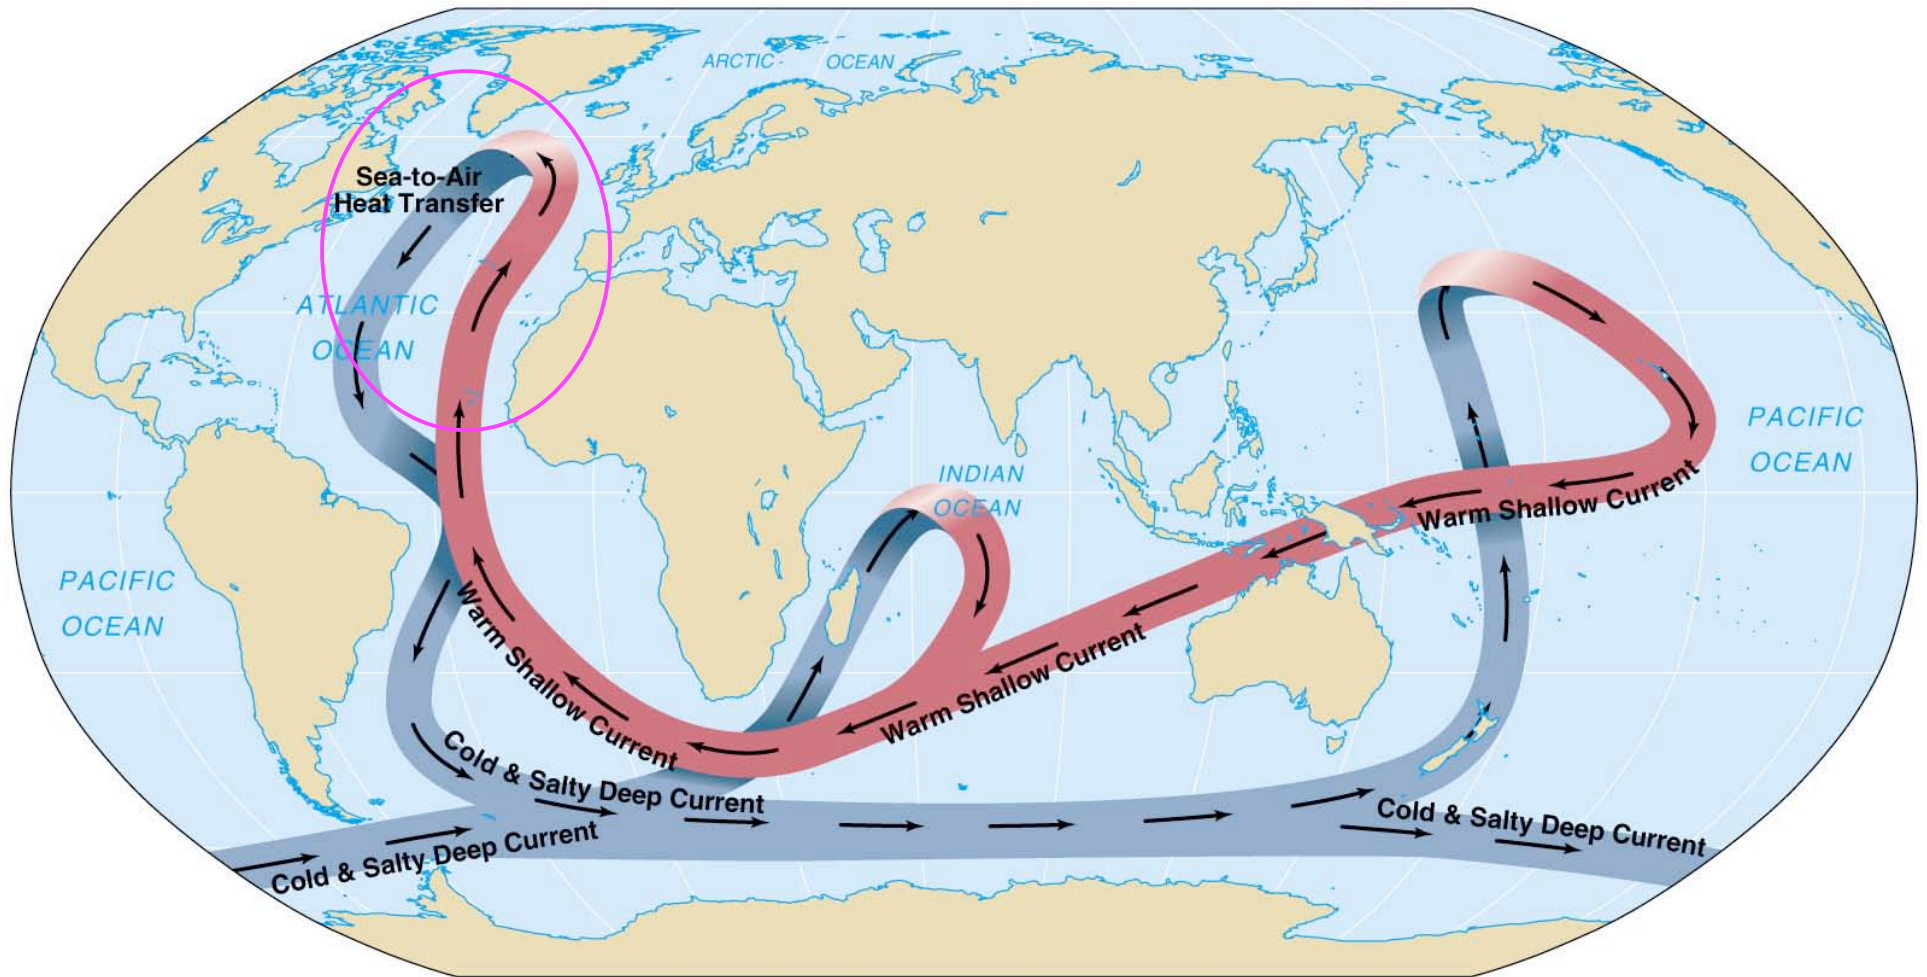 ARCTIC OCEAN
Sea-to-Air
Heat Transfer
ATLANTIC
OCEAN
PACIFIC
OCEAN
INDIAN
OCEAN
Warm Shallow Current
PACIFIC
OCEAN
Warm Shallow Current
Warm Shallow Current
Cold & Salty Deep Current
Cold & Salty Deep Current
Cold & Salty Deep Current